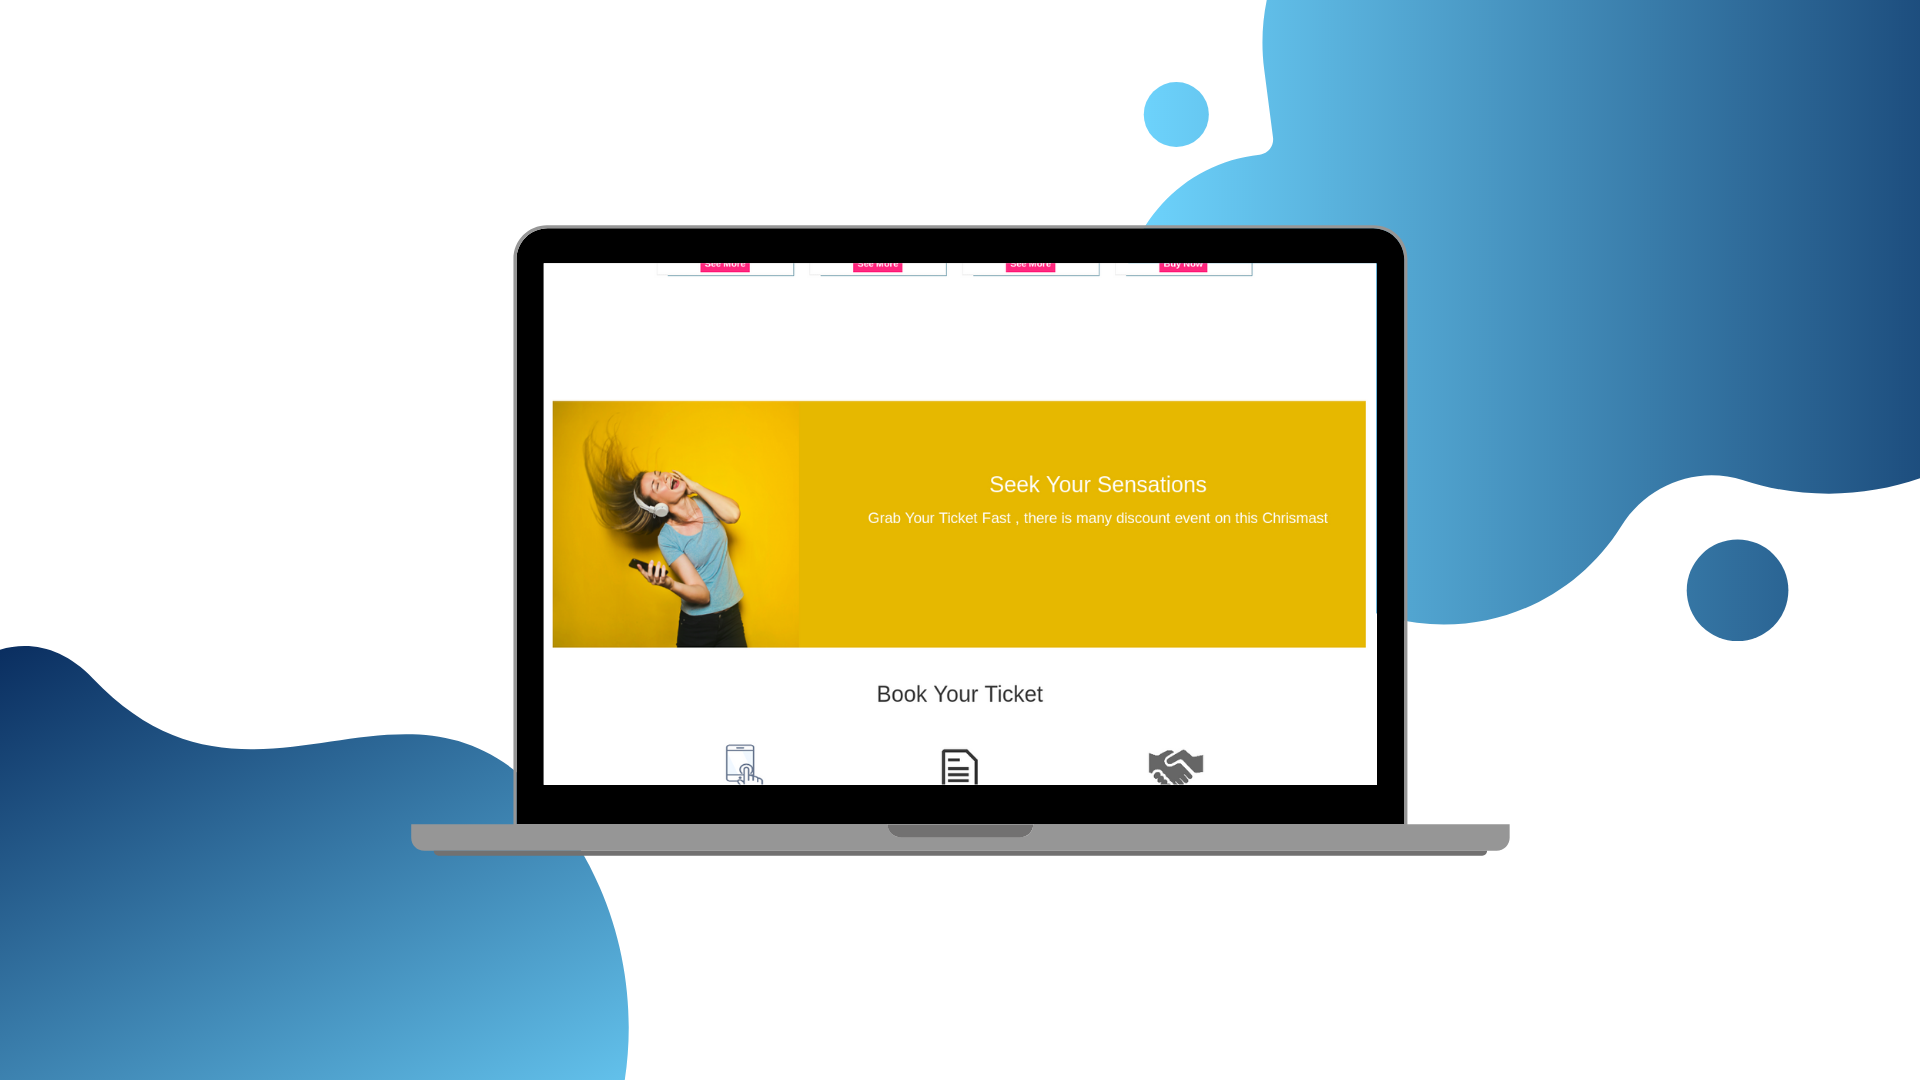 See More See More See More Buy Now
Seek Your Sensations
Grab Your Ticket Fast , there is many discount event on this Chrismast
Book Your Ticket